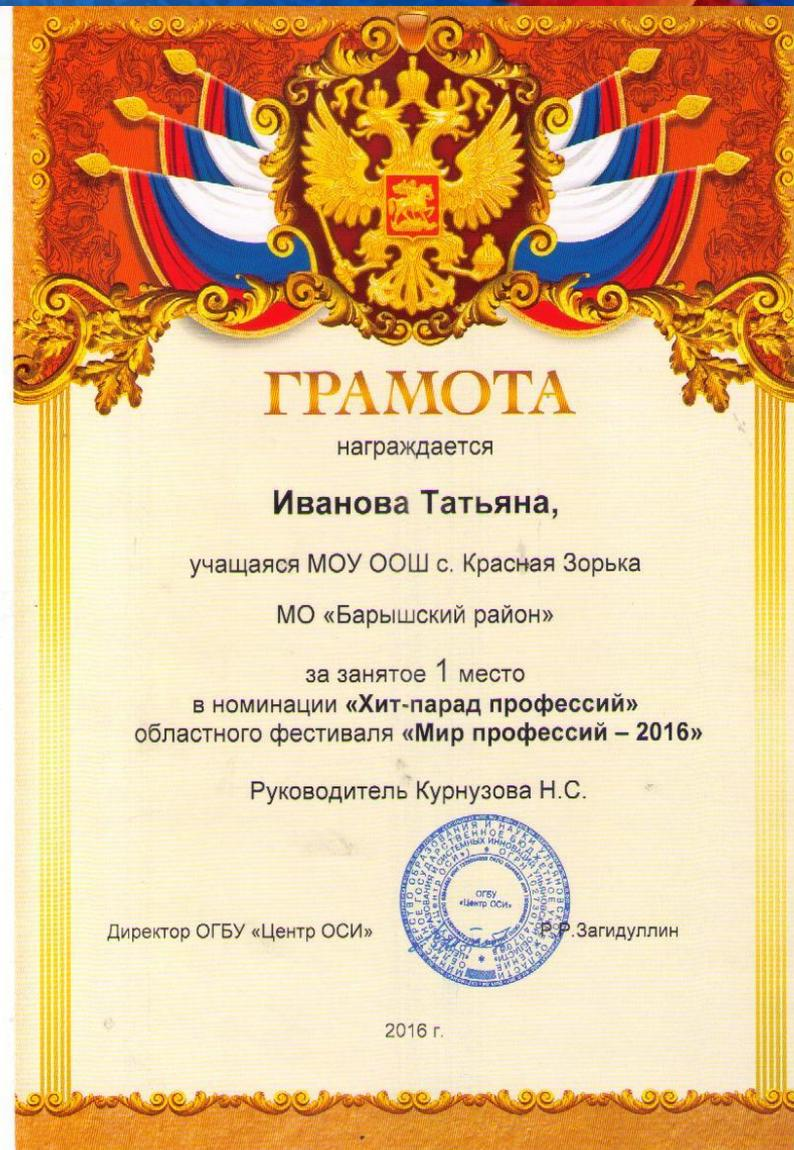 ГРАМОТА
награждается
Иванова Татьяна,
учащаяся МОУ ООШ с. Красная Зорька
МО «Барышский район»
за занятое 1 место
в номинации «Хит-парад профессий»
областного фестиваля «Мир профессий – 2016»
Руководитель Курнузова Н.С.
ОГБУ
«Центр ОСИ»
Директор ОГБУ «Центр ОСИ»
Р.Р.Загидуллин
2016 г.